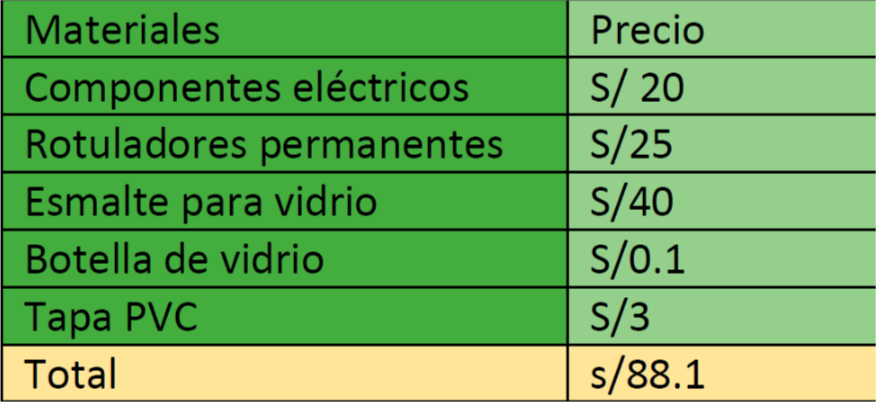 Materiales Precio
Componentes eléctricos S/ 20
Rotuladores permanentes S/25
Esmalte para vidrio S/40
Botella de vidrio S/0.1
Tapa PVC S/3
Total s/88.1